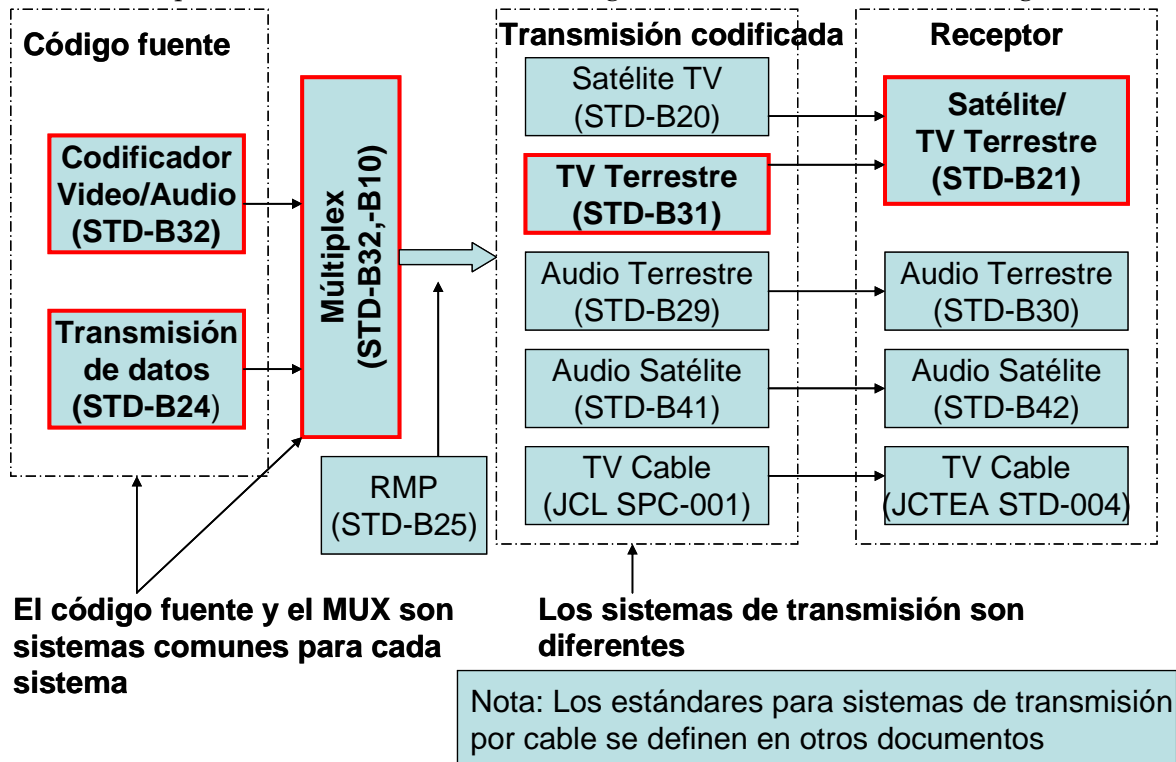 Código fuente
Codificador
Video/Audio
(STD-B32)
Transmisión
de datos
(STD-B24)
Múltiplex
(STD-B32,-B10)
RMP
(STD-B25)
Transmisión codificada
Satélite TV
(STD-B20)
TV Terrestre
(STD-B31)
Audio Terrestre
(STD-B29)
Audio Satélite
(STD-B41)
TV Cable
(JCL SPC-001)
Receptor
Satélite/
TV Terrestre
(STD-B21)
Audio Terrestre
(STD-B30)
Audio Satélite
(STD-B42)
TV Cable
(JCTEA STD-004)
El código fuente y el MUX son
sistemas comunes para cada
sistema
Los sistemas de transmisión son
diferentes
Nota: Los estándares para sistemas de transmisión
por cable se definen en otros documentos